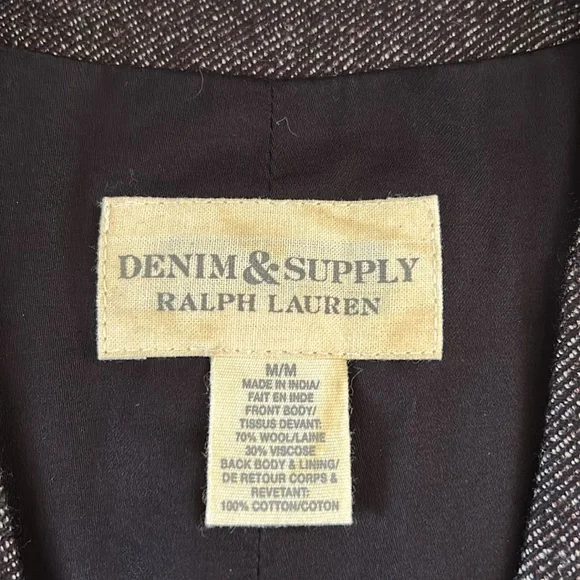 DENIM & SUPPLY
RALPH LAUREN
M/M
MADE IN INDIA/
FAIT EN INDE
FRONT BODY/
TISSUS DEVANT:
70% WOOL/LAINE
30% VISCOSE
BACK BODY & LINING/
DE RETOUR CORPS &
REVETANT:
100% COTTON/COTON